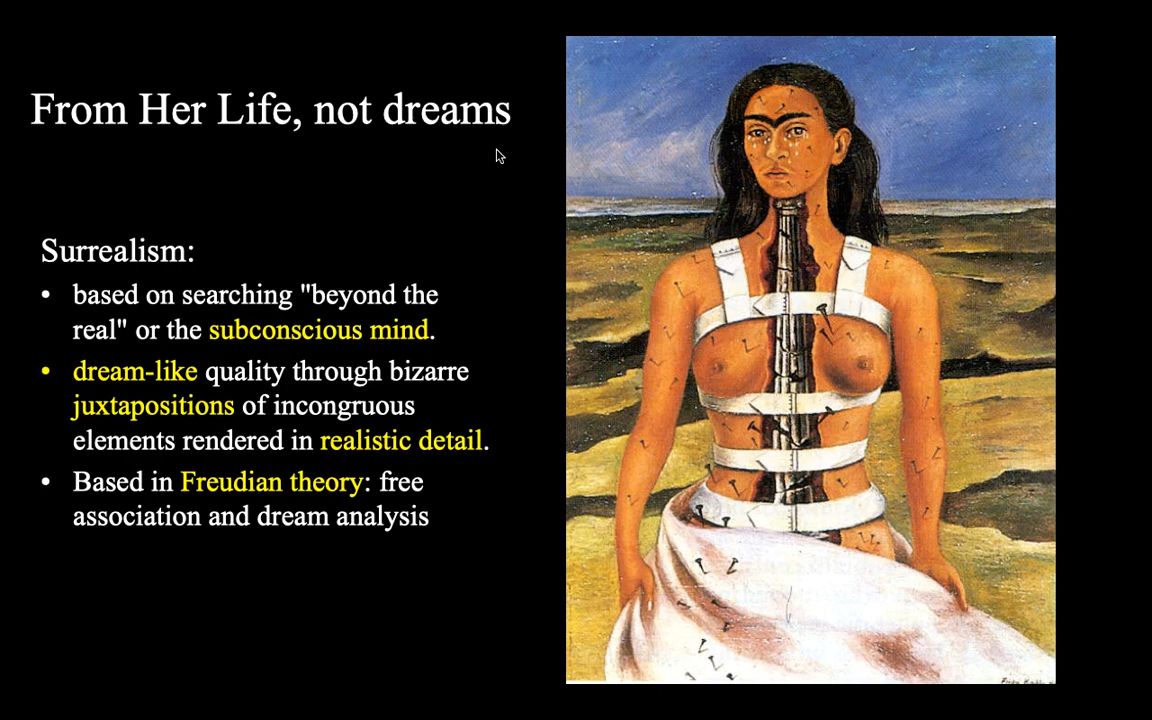 From Her Life, not dreams
Surrealism:
• based on searching "beyond the
real" or the subconscious mind.
• dream-like quality through bizarre
juxtapositions of incongruous
elements rendered in realistic detail.
• Based in Freudian theory: free
association and dream analysis